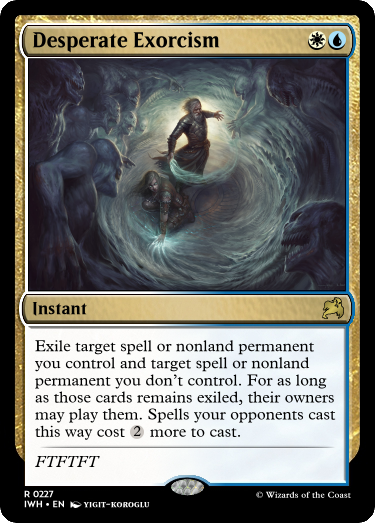 Desperate Exorcism
Instant
Exile target spell or nonland permanent
you control and target spell or nonland
permanent you don't control. For as long
as those cards remains exiled, their owners
may play them. Spells your opponents cast
this way cost 2 more to cast.
FTFTFT
R 0227
IWH • EN YIGIT-KOROGLU
© Wizards of the Coast